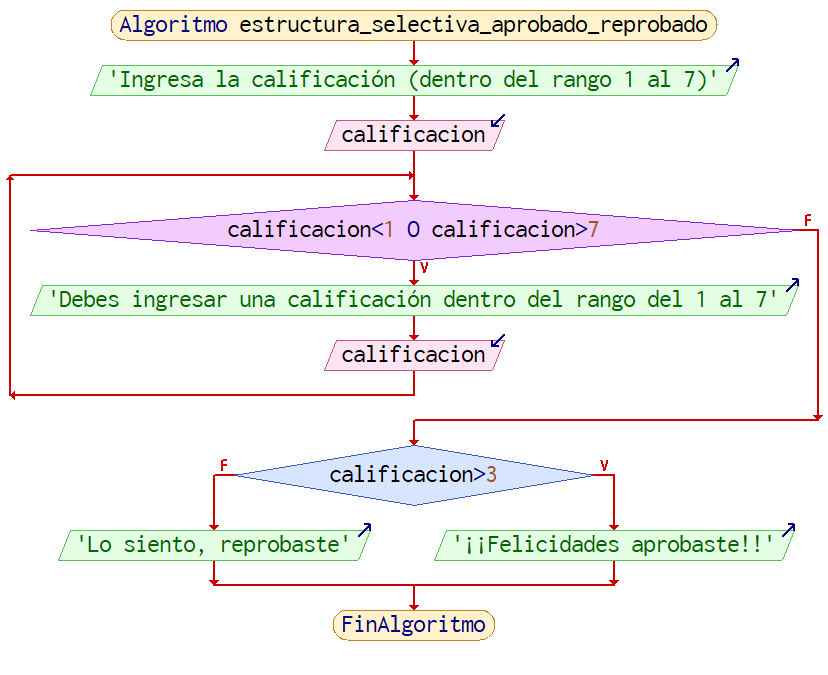 Algoritmo estructura_selectiva_aprobado_reprobado
'Ingresa la calificación (dentro del rango 1 al 7)'
calificacion
calificacion<1 O calificacion>7
F
V
'Debes ingresar una calificación dentro del rango del 1 al 7'
calificacion
calificacion>3
F
V
'Lo siento, reprobaste'
'¡¡Felicidades aprobaste!!'
FinAlgoritmo